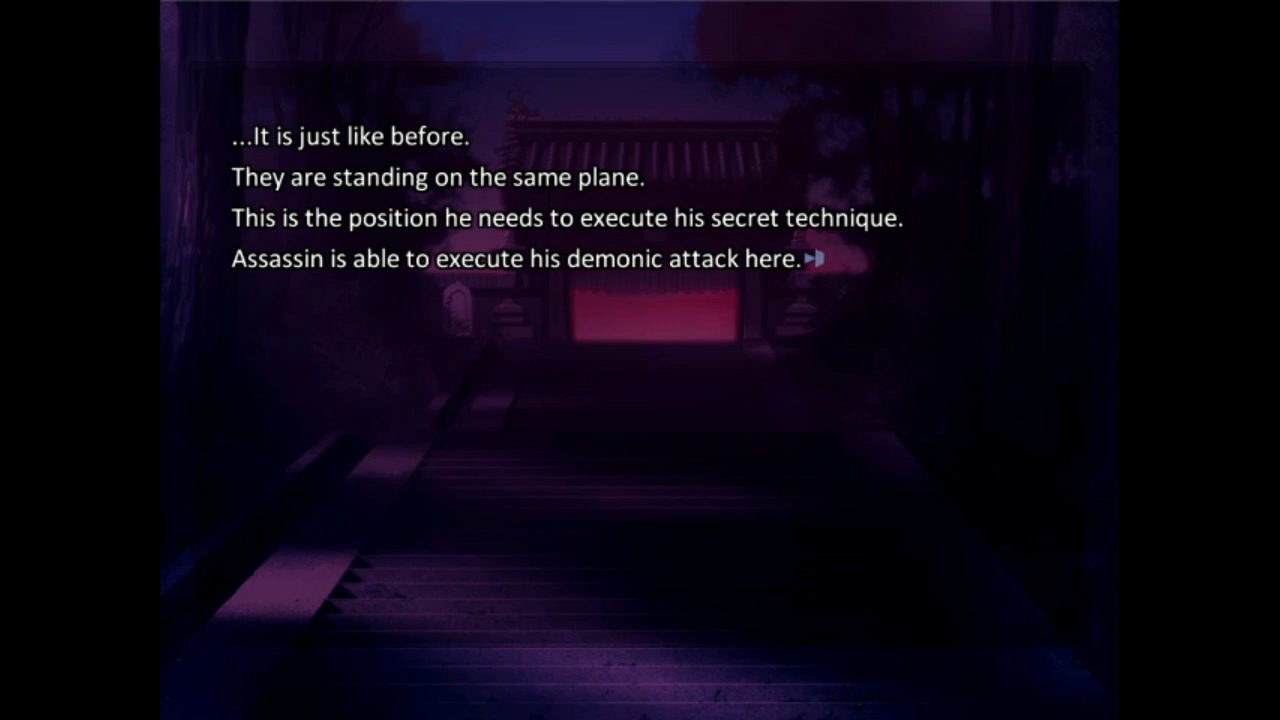 ...It is just like before.
They are standing on the same plane.
This is the position he needs to execute his secret technique.
Assassin is able to execute his demonic attack here.